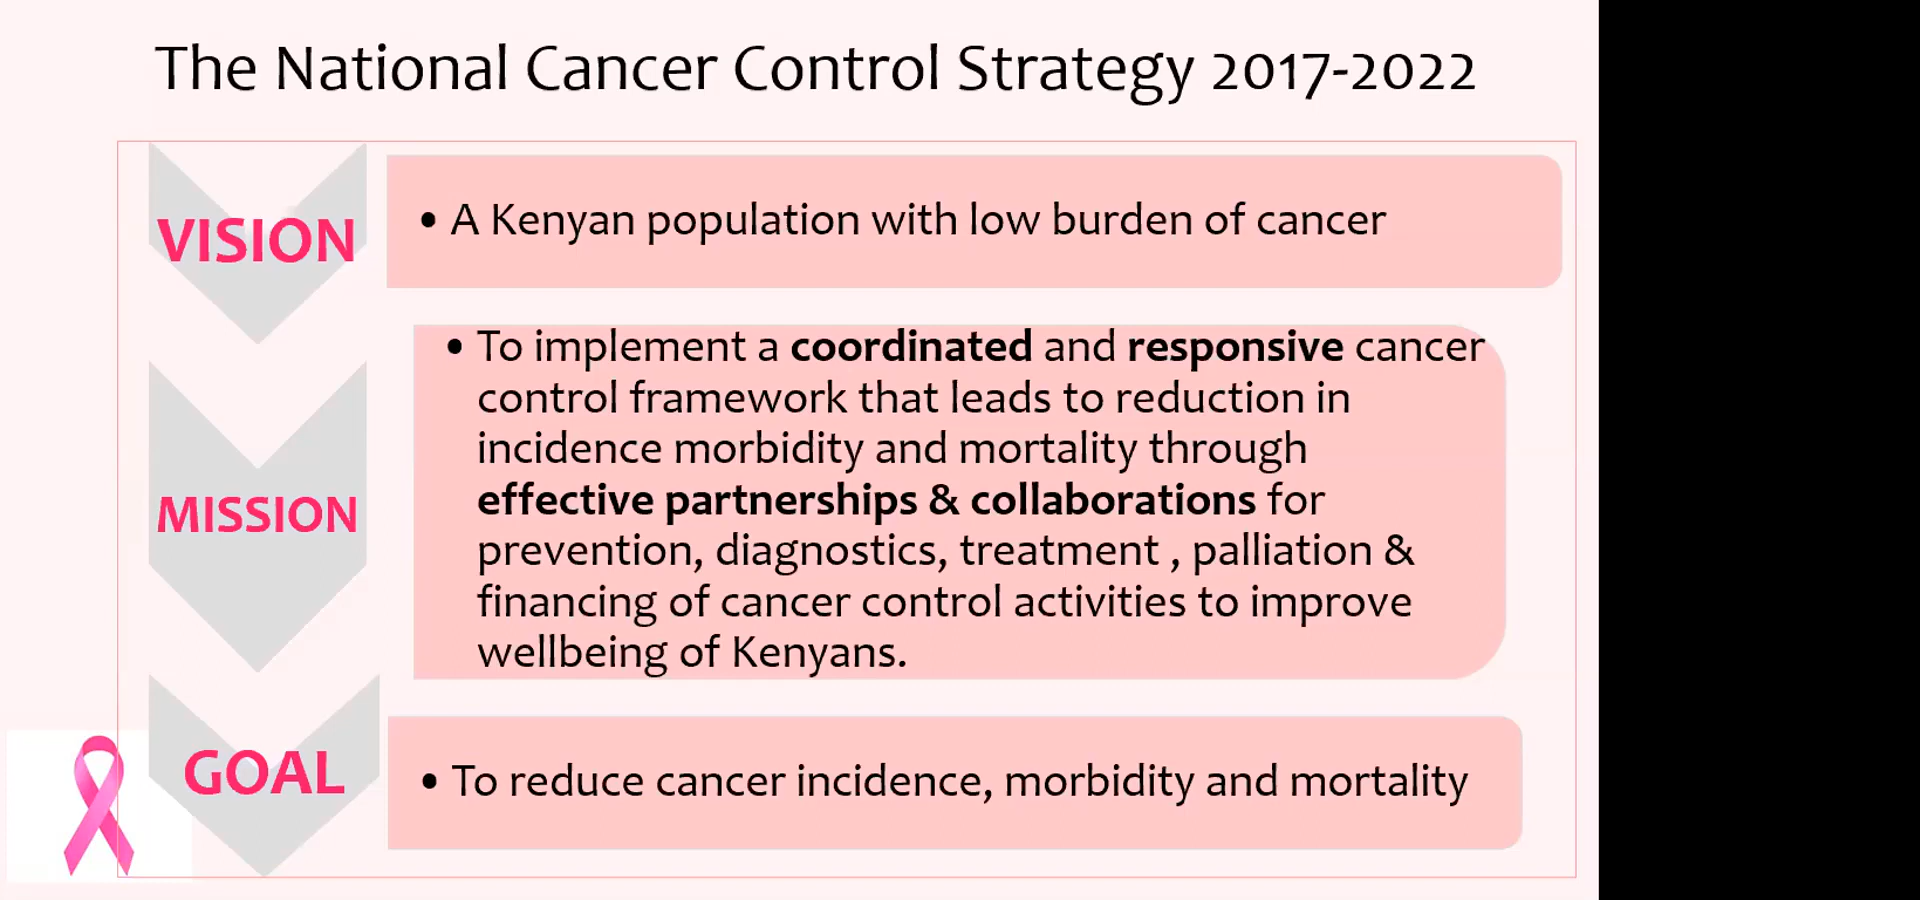 The National Cancer Control Strategy 2017-2022
VISION
• A Kenyan population with low burden of cancer
MISSION
• To implement a coordinated and responsive cancer
control framework that leads to reduction in
incidence morbidity and mortality through
effective partnerships & collaborations for
prevention, diagnostics, treatment , palliation &
financing of cancer control activities to improve
wellbeing of Kenyans.
GOAL
• To reduce cancer incidence, morbidity and mortality